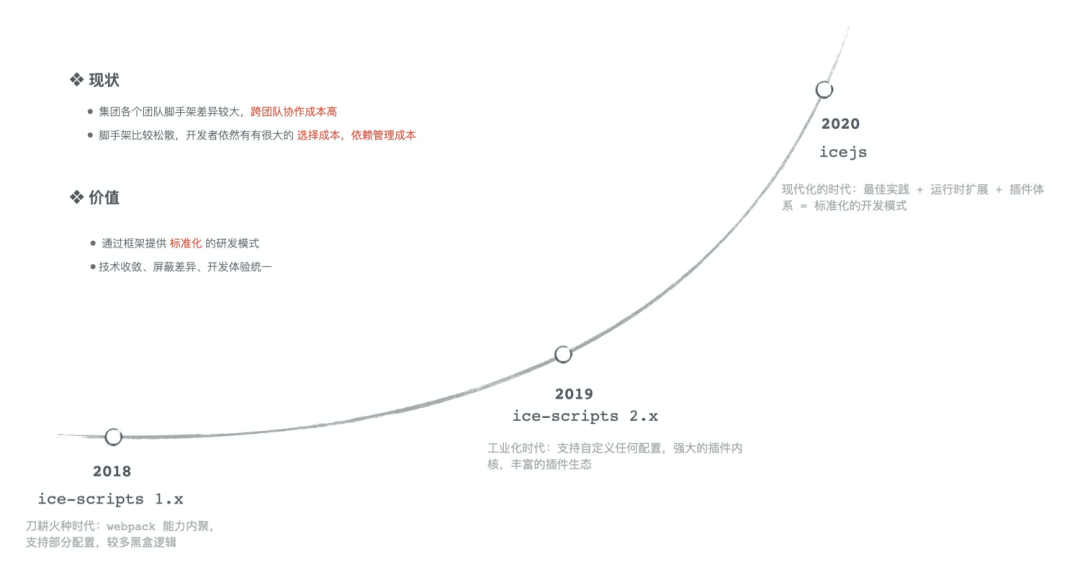 ❖ 现状
● 集团各个团队脚手架差异较大，跨团队协作成本高
● 脚手架比较松散，开发者依然有有很大的 选择成本，依赖管理成本
❖ 价值
● 通过框架提供 标准化 的研发模式
● 技术收敛、屏蔽差异、开发体验统一
2020
icejs
现代化的时代：最佳实践 + 运行时扩展 + 插件体
系 = 标准化的开发模式
2019
ice-scripts 2.x
工业化时代：支持自定义任何配置，强大的插件内
核，丰富的插件生态
2018
ice-scripts 1.x
刀耕火种时代：webpack 能力内聚，
支持部分配置，较多黑盒逻辑